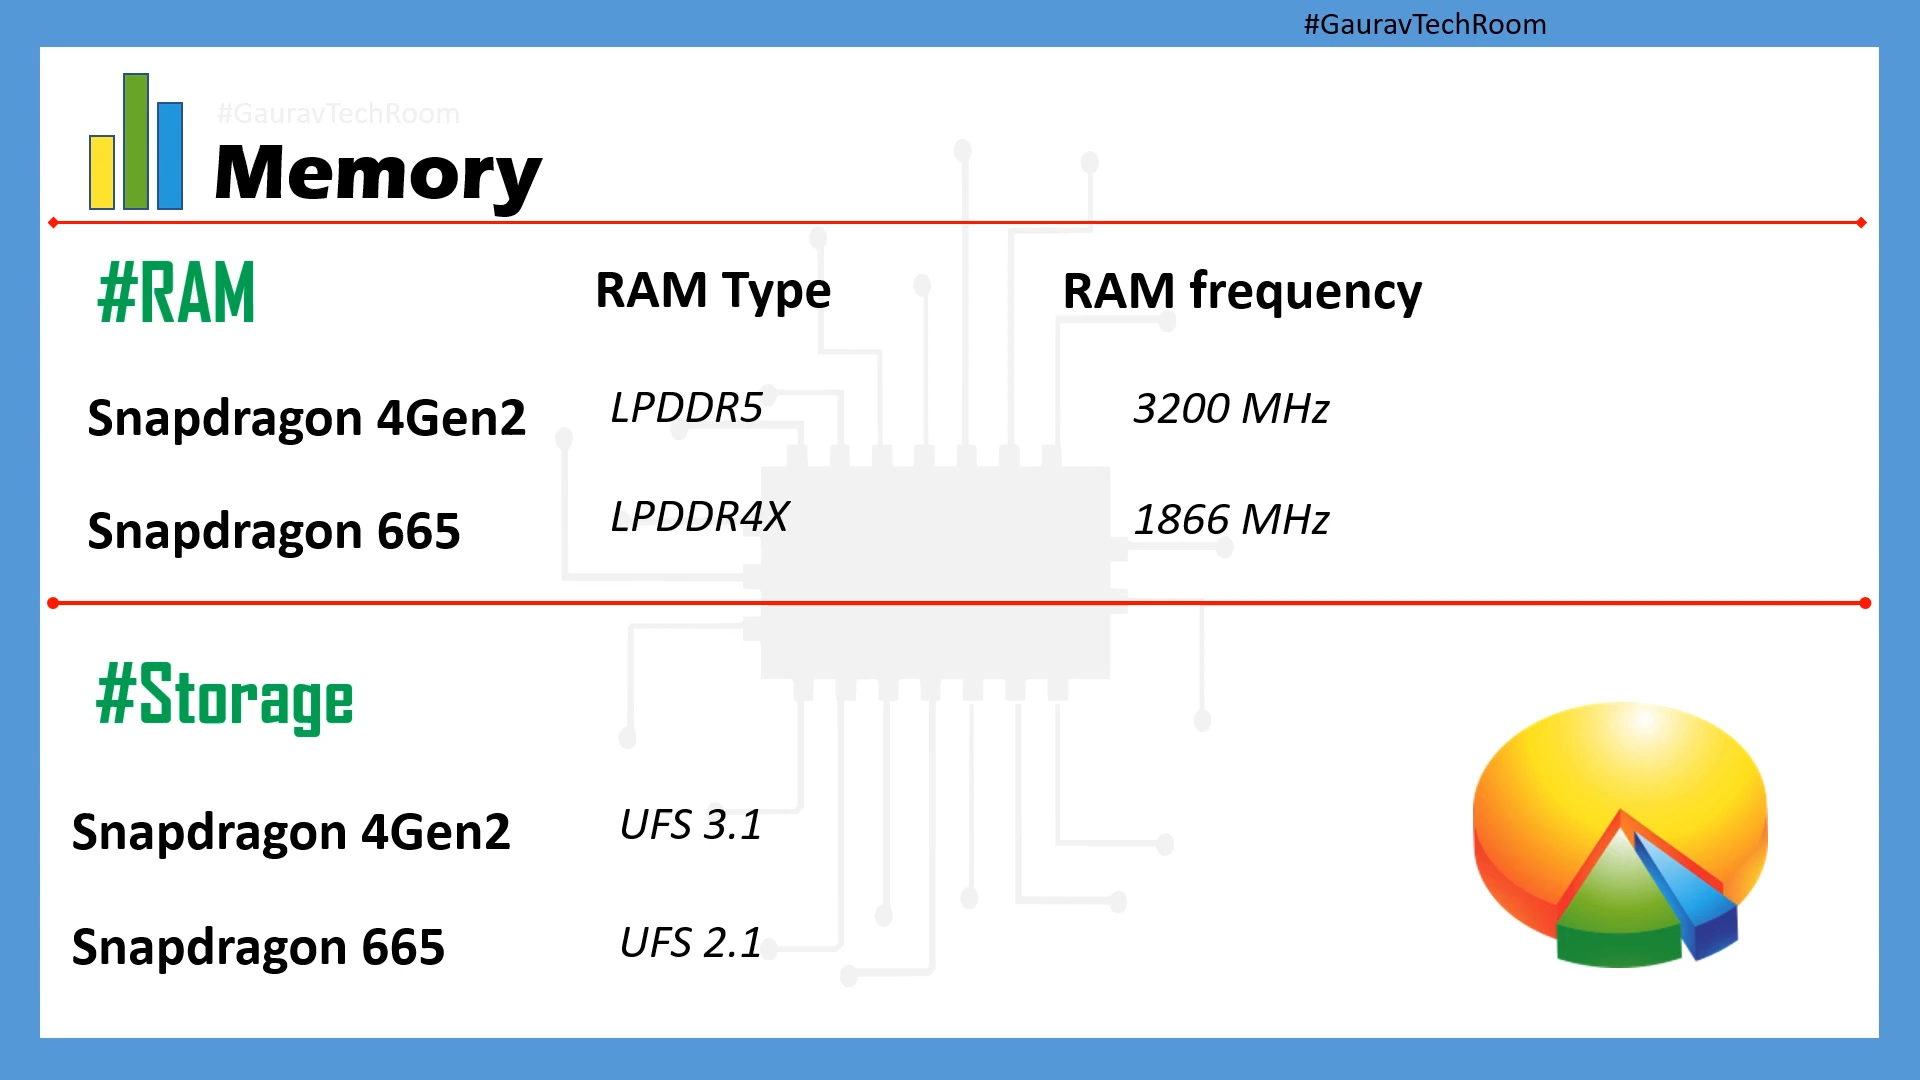 #GauravTechRoom
#GauravTechRoom
Memory
#RAM RAM Type RAM frequency
Snapdragon 4Gen2 LPDDR5 3200 MHz
Snapdragon 665 LPDDR4X 1866 MHz
#Storage
Snapdragon 4Gen2 UFS 3.1
Snapdragon 665 UFS 2.1